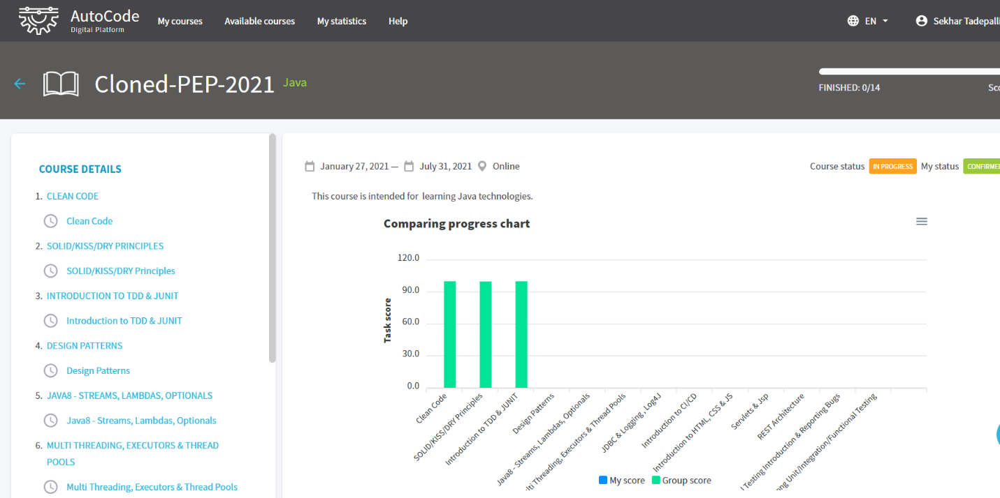 AutoCode
Digital Platform
My courses
Available courses
My statistics
Help
EN
Sekhar Tadepalli
Cloned-PEP-2021 Java
FINISHED: 0/14
COURSE DETAILS
1. CLEAN CODE
Clean Code
2. SOLID/KISS/DRY PRINCIPLES
SOLID/KISS/DRY Principles
3. INTRODUCTION TO TDD & JUNIT
Introduction to TDD & JUNIT
4. DESIGN PATTERNS
Design Patterns
5. JAVA8 - STREAMS, LAMBDAS, OPTIONALS
Java8 - Streams, Lambdas, Optionals
6. MULTI THREADING, EXECUTORS & THREAD
POOLS
Multi Threading, Executors & Thread Pools
January 27, 2021 — July 31, 2021 Online
Course status IN PROGRESS My status
This course is intended for learning Java technologies.
Comparing progress chart
Task score
120.0
90.0
60.0
30.0
0.0
Clean Code
SOLID/KISS/DRY Principles
Introduction to TDD & JUNIT
Design Patterns
Java8 - Streams, Lambdas, Optionals
Threading, Executors & Thread Pools
JDBC & Logging, Log4J
Introduction to CI/CD
Introduction to HTML, CSS & JS
Servlets & Jsp
REST Architecture
Testing Introduction & Reporting Bugs
Unit/Integration/Functional Testing
My score
Group score